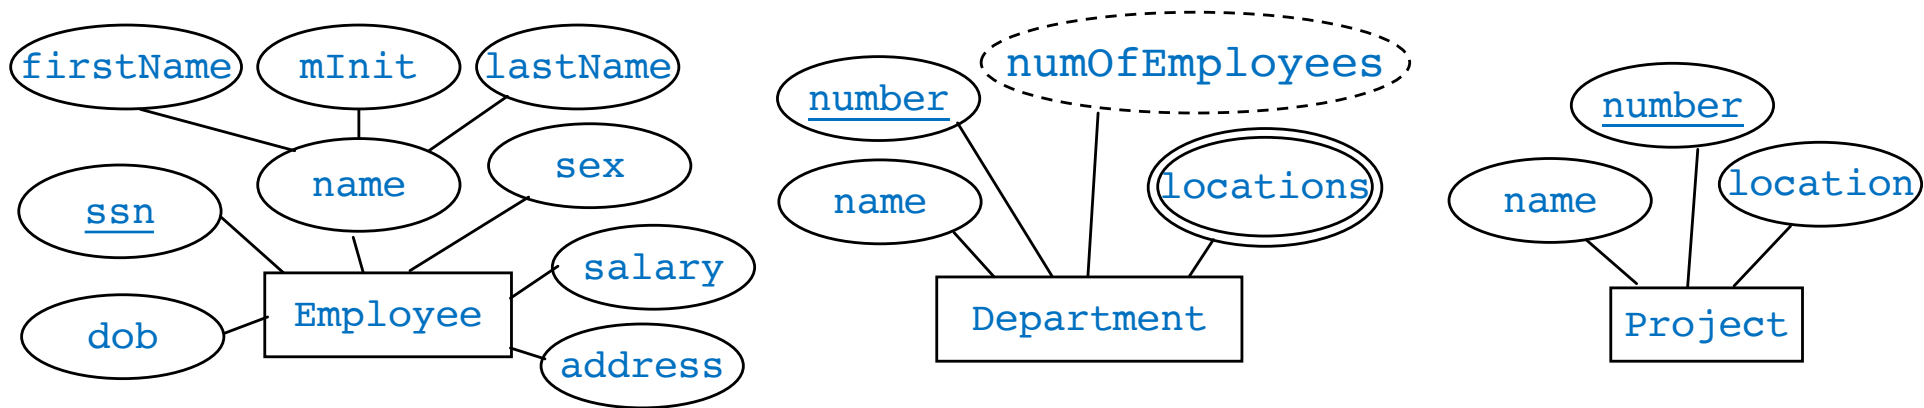 firstName
mInit
lastName
name
ssn
sex
salary
dob
Employee
address
numOfEmployees
number
name
locations
Department
number
name
location
Project